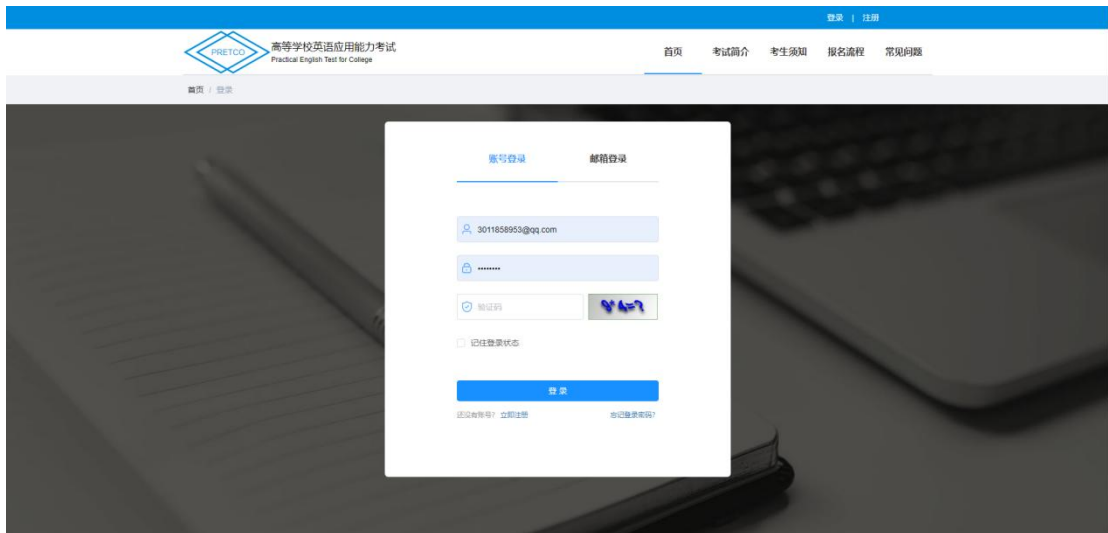 登录 | 注册
PRETCO
高等学校英语应用能力考试
Practical English Test for College
首页 考试简介 考生须知 报名流程 常见问题
首页 / 登录
账号登录 邮箱登录
3011858953@qq.com
••••••••
验证码
记住登录状态
登 录
还没有账号? 立即注册 忘记登录密码?